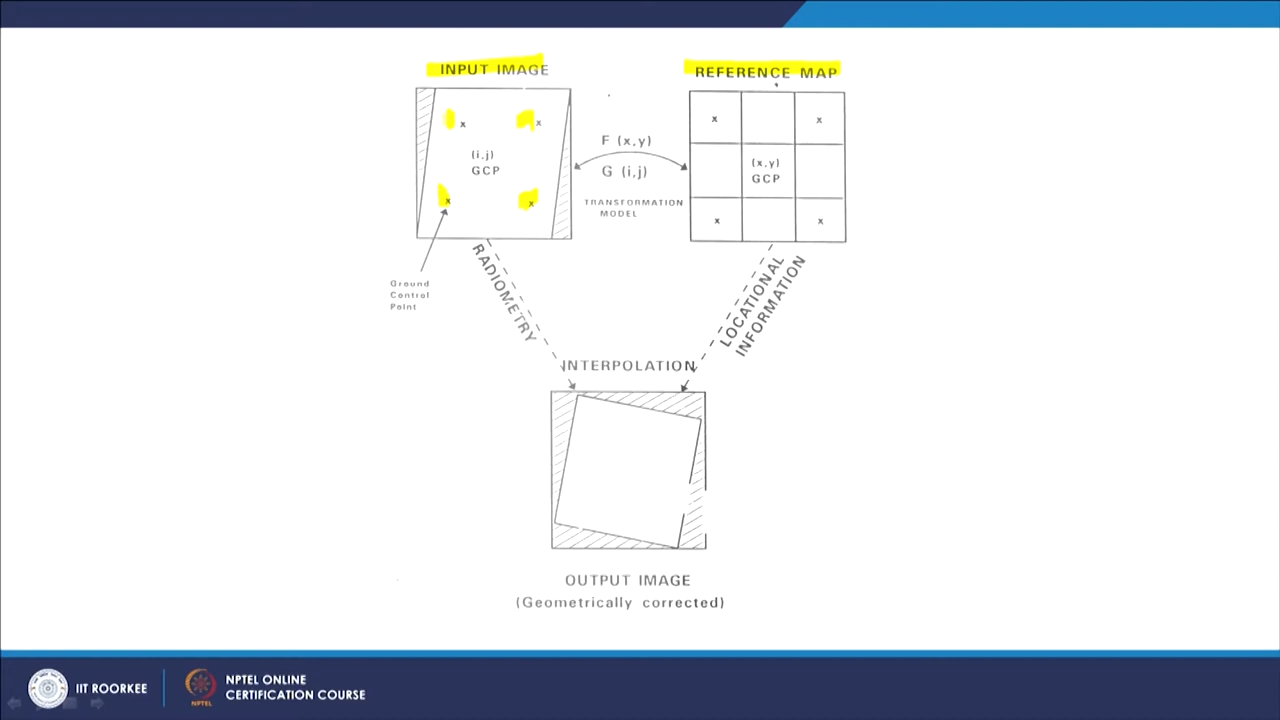 INPUT IMAGE
REFERENCE MAP
x
x
x
x
(i,j)
GCP
Ground
Control
Point
F (x,y)
G (i,j)
TRANSFORMATION
MODEL
x
x
(x,y)
GCP
x
x
RADIOMETRY
LOCATIONAL
INFORMATION
INTERPOLATION
OUTPUT IMAGE
(Geometrically corrected)
IIT ROORKEE
NPTEL
NPTEL ONLINE
CERTIFICATION COURSE